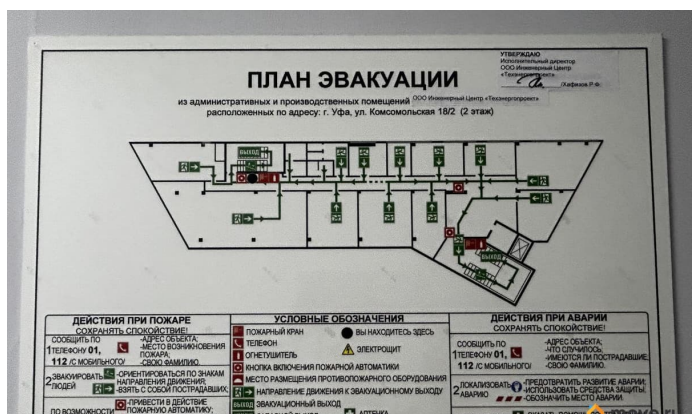 УТВЕРЖДАЮ
Исполнительный директор
ООО Инженерный Центр
«Техэнергопроект»
/Хафизов Р.Ф.
ПЛАН ЭВАКУАЦИИ
из административных и производственных помещений ООО Инженерный Центр «Техэнергопроект»
расположенных по адресу: г. Уфа, ул. Комсомольская 18/2 (2 этаж)
ВЫХОД
ВЫХОД
ДЕЙСТВИЯ ПРИ ПОЖАРЕ
СОХРАНЯТЬ СПОКОЙСТВИЕ!
1 СООБЩИТЬ ПО
ТЕЛЕФОНУ 01,
112 /С МОБИЛЬНОГО/
-АДРЕС ОБЪЕКТА;
-МЕСТО ВОЗНИКНОВЕНИЯ
ПОЖАРА;
-СВОЮ ФАМИЛИЮ.
2 ЭВАКУИРОВАТЬ
ЛЮДЕЙ
-ОРИЕНТИРОВАТЬСЯ ПО ЗНАКАМ
НАПРАВЛЕНИЯ ДВИЖЕНИЯ;
-ВЗЯТЬ С СОБОЙ ПОСТРАДАВШИХ;
ПО ВОЗМОЖНОСТИ
-ПРИВЕСТИ В ДЕЙСТВИЕ
ПОЖАРНУЮ АВТОМАТИКУ;
УСЛОВНЫЕ ОБОЗНАЧЕНИЯ
ПОЖАРНЫЙ КРАН
ВЫ НАХОДИТЕСЬ ЗДЕСЬ
ТЕЛЕФОН
ОГНЕТУШИТЕЛЬ
ЭЛЕКТРОЩИТ
КНОПКА ВКЛЮЧЕНИЯ ПОЖАРНОЙ АВТОМАТИКИ
МЕСТО РАЗМЕЩЕНИЯ ПРОТИВОПОЖАРНОГО ОБОРУДОВАНИЯ
НАПРАВЛЕНИЕ ДВИЖЕНИЯ К ЭВАКУАЦИОННОМУ ВЫХОДУ
ВЫХОД ЭВАКУАЦИОННЫЙ ВЫХОД
АПТЕЧКА
ДЕЙСТВИЯ ПРИ АВАРИИ
СОХРАНЯТЬ СПОКОЙСТВИЕ!
1 СООБЩИТЬ ПО
ТЕЛЕФОНУ 01,
112 /С МОБИЛЬНОГО/
-АДРЕС ОБЪЕКТА;
-ЧТО СЛУЧИЛОСЬ;
-ИМЕЮТСЯ ЛИ ПОСТРАДАВШИЕ;
-СВОЮ ФАМИЛИЮ.
2 ЛОКАЛИЗОВАТЬ
АВАРИЮ
-ПРЕДОТВРАТИТЬ РАЗВИТИЕ АВАРИИ;
-ИСПОЛЬЗОВАТЬ СРЕДСТВА ЗАЩИТЫ;
-ОБОЗНАЧИТЬ МЕСТО АВАРИИ.